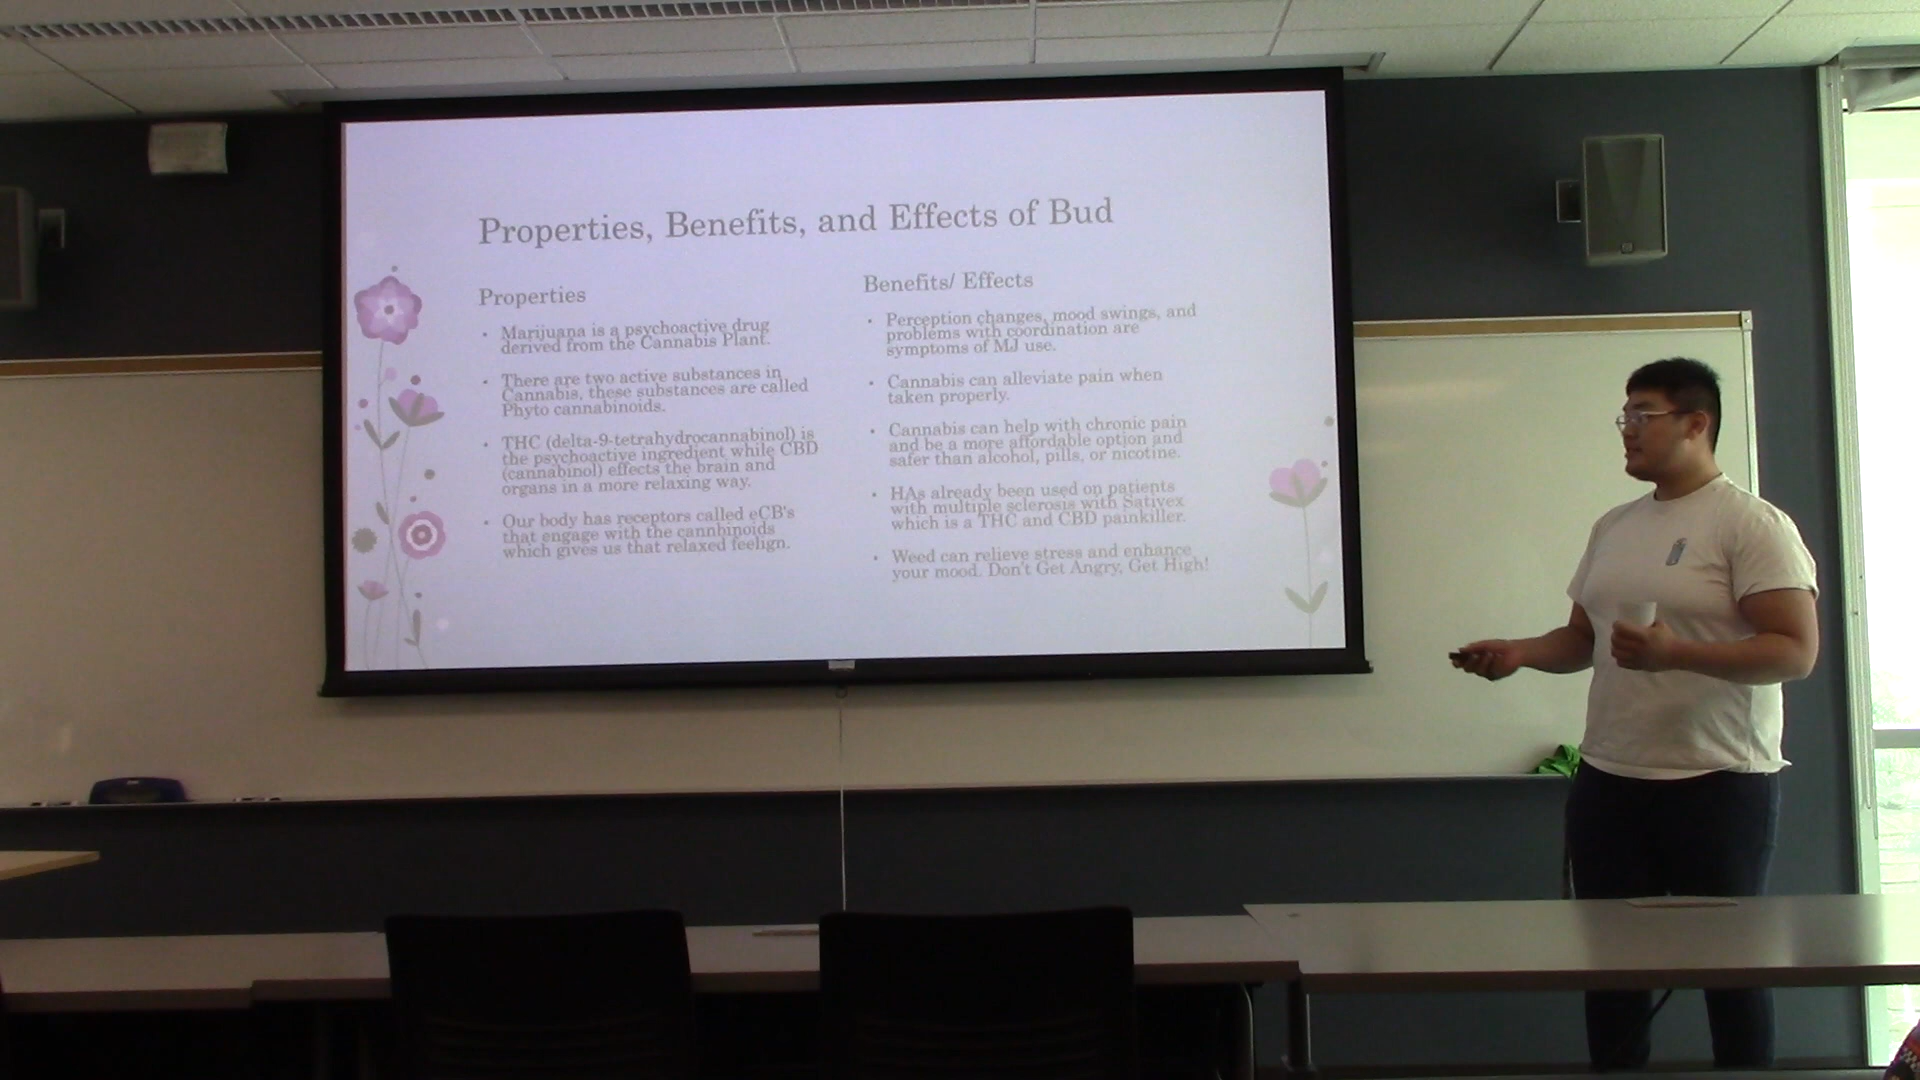 Properties, Benefits, and Effects of Bud
Properties
• Marijuana is a psychoactive drug
derived from the Cannabis Plant.
• There are two active substances in
Cannabis, these substances are called
Phyto cannabinoids.
• THC (delta-9-tetrahydrocannabinol) is
the psychoactive ingredient while CBD
(cannabinol) effects the brain and
organs in a more relaxing way.
• Our body has receptors called eCB's
that engage with the cannbinoids
which gives us that relaxed feelign.
Benefits/ Effects
• Perception changes, mood swings, and
problems with coordination are
symptoms of MJ use.
• Cannabis can alleviate pain when
taken properly.
• Cannabis can help with chronic pain
and be a more affordable option and
safer than alcohol, pills, or nicotine.
• HAs already been used on patients
with multiple sclerosis with Sativex
which is a THC and CBD painkiller.
• Weed can relieve stress and enhance
your mood. Don't Get Angry, Get High!